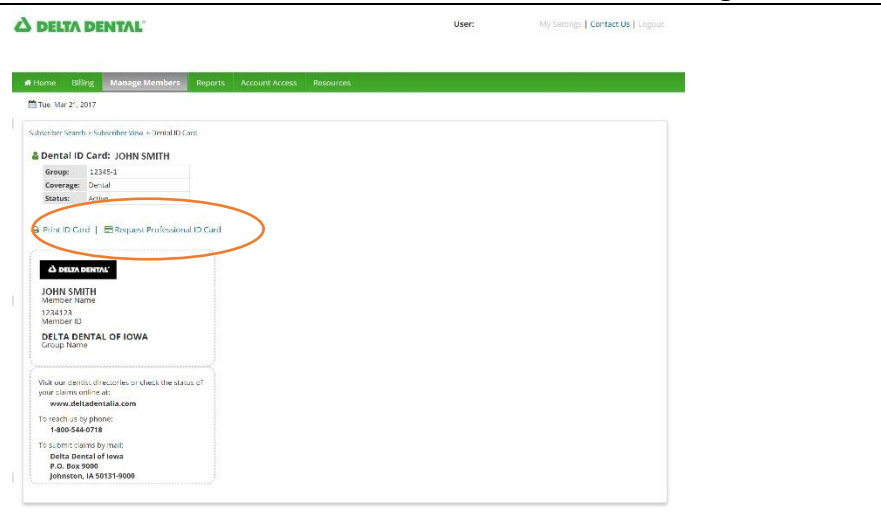 DELTA DENTAL®
User: My Settings | Contact Us | Logout
Home Billing Manage Members Reports Account Access Resources
Tue, Mar 21, 2017
Subscriber Search » Subscriber View » Dental ID Card
Dental ID Card: JOHN SMITH
Group: 12345-1
Coverage: Dental
Status: Active
Print ID Card | Request Professional ID Card
DELTA DENTAL®
JOHN SMITH
Member Name
1234123
Member ID
DELTA DENTAL OF IOWA
Group Name
Visit our dentist directories or check the status of
your claims online at:
www.deltadentalia.com
To reach us by phone:
1-800-544-0718
To submit claims by mail:
Delta Dental of Iowa
P.O. Box 9000
Johnston, IA 50131-9000